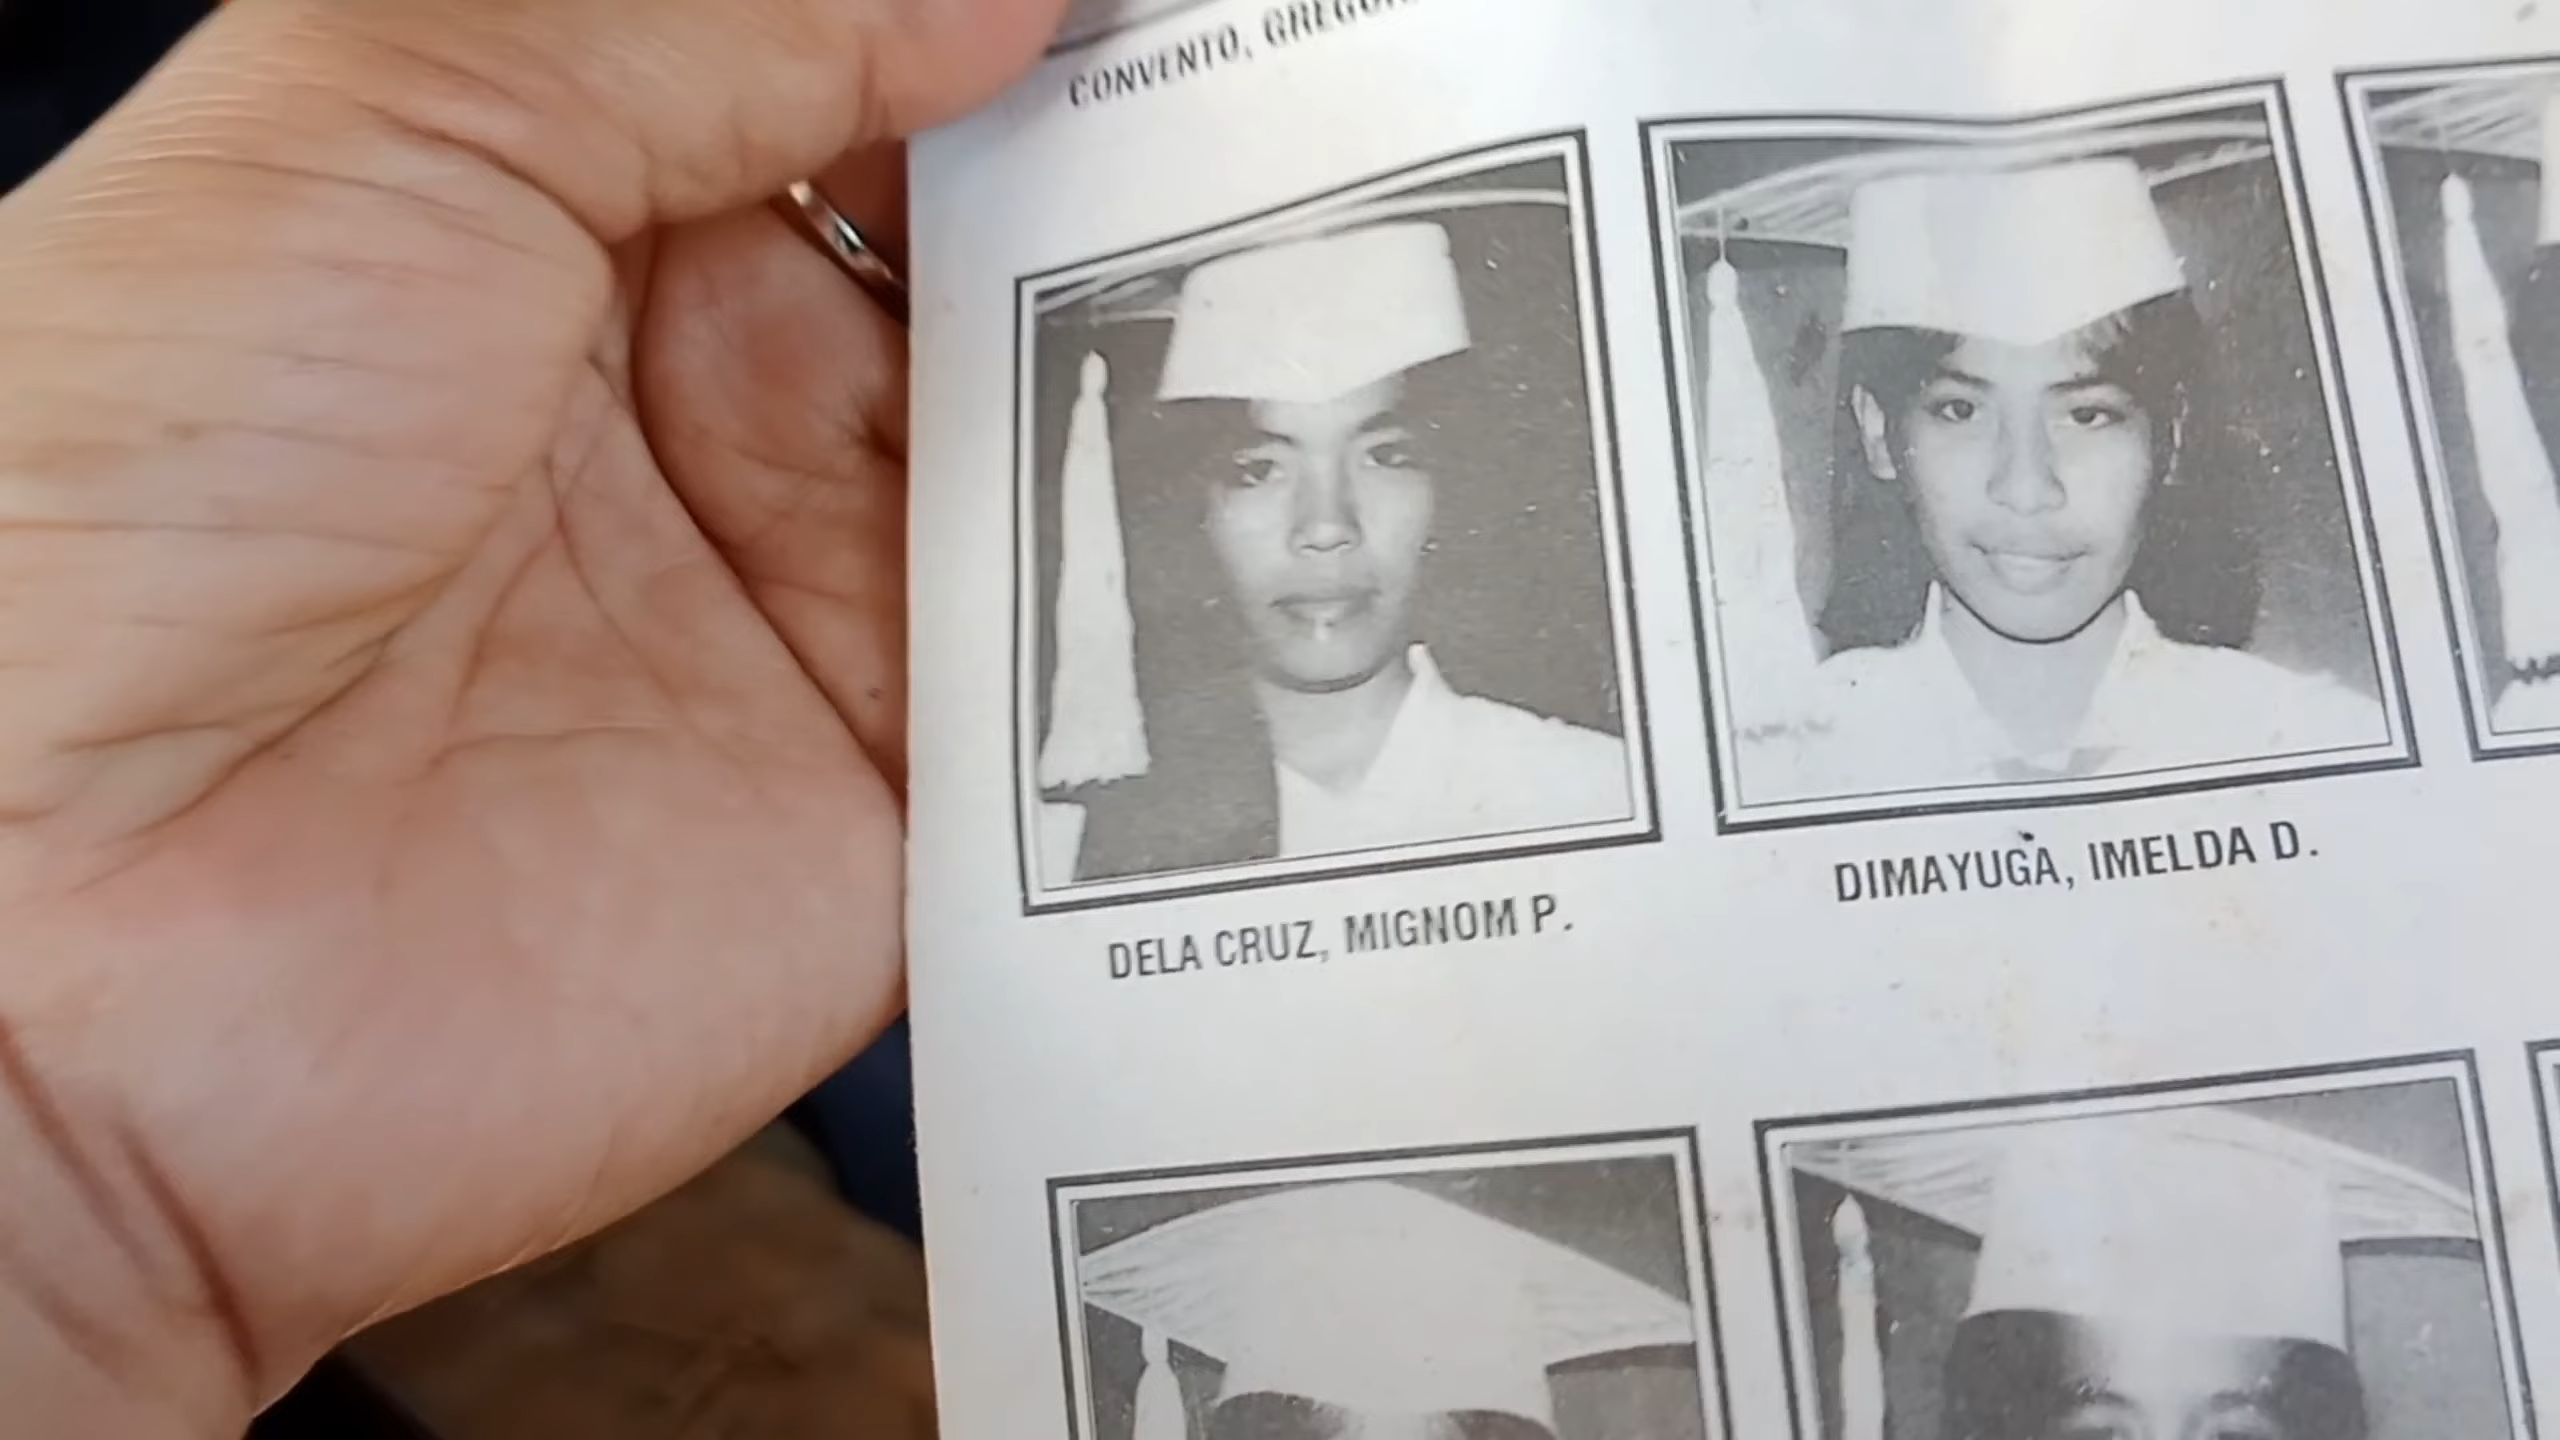 CONVENTO,
DELA CRUZ, MIGNOM P.
DIMAYUGA, IMELDA D.